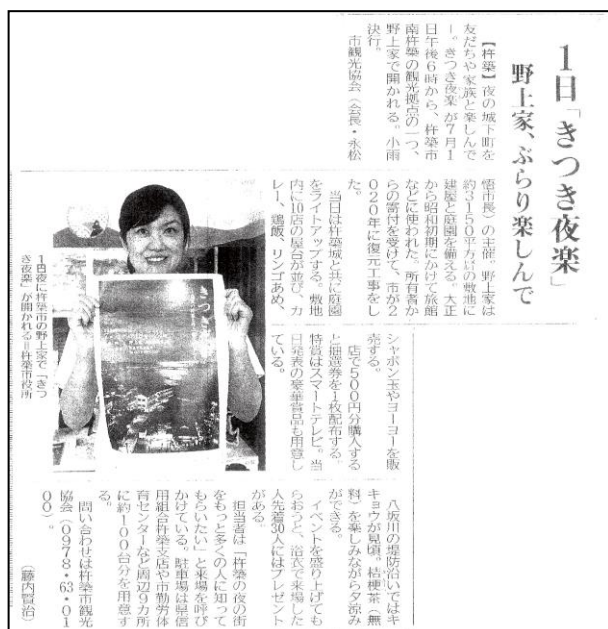 1日「きつき夜楽」
野上家、ぶらり楽しんで
【杵築】夜の城下町を
友だちや家族と楽しんで
ー。きつき夜楽が7月1
日午後6時から、杵築市
南杵築の観光拠点の一つ、
野上家で開かれる。小雨
決行。
市観光協会(会長・永松
悟市長)の主催。野上家は
約3150平方㍍の敷地に
建屋と庭園を備える。大正
から昭和初期にかけて旅館
などに使われた。所有者か
らの寄付を受けて、市が2
020年に復元工事をし
た。
当日は杵築城と共に庭園
をライトアップする。敷地
内に10店の屋台が並び、カ
レー、鶏飯、リンゴあめ、
シャボン玉やヨーヨーを販
売する。
店で500円分購入する
と抽選券を1枚配布する。
特賞はスマートテレビ。当
日発表の豪華賞品も用意し
ている。
八坂川の堤防沿いではキ
キョウが見頃。桔梗茶(無
料)を楽しみながら夕涼み
ができる。
イベントを盛り上げても
らおうと、浴衣で来場した
人先着30人にはプレゼント
がある。
担当者は「杵築の夜の街
をもっと多くの人に知って
もらいたい」と来場を呼び
かけている。駐車場は県信
用組合杵築支店や市勤労体
育センターなど周辺9カ所
に約100台分を用意す
る。
問い合わせは杵築市観光
協会(0978・63・01
00)。
(藤内賢治)
1日夜に杵築市の野上家で「きつ
き夜楽」が開かれる＝杵築市役所
きつき